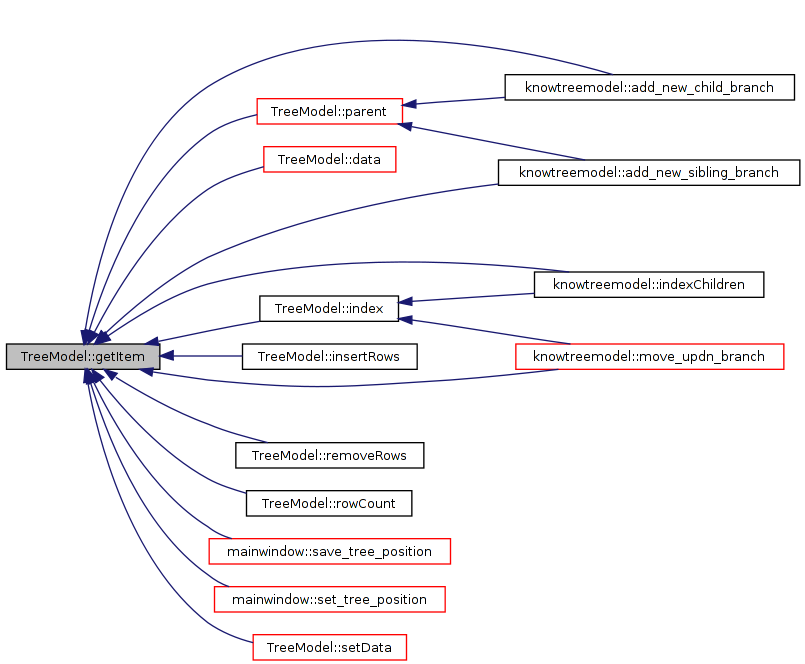 knowtreemodel::add_new_child_branch
TreeModel::parent
TreeModel::data
knowtreemodel::add_new_sibling_branch
knowtreemodel::indexChildren
TreeModel::index
TreeModel::getItem
TreeModel::insertRows
knowtreemodel::move_updn_branch
TreeModel::removeRows
TreeModel::rowCount
mainwindow::save_tree_position
mainwindow::set_tree_position
TreeModel::setData